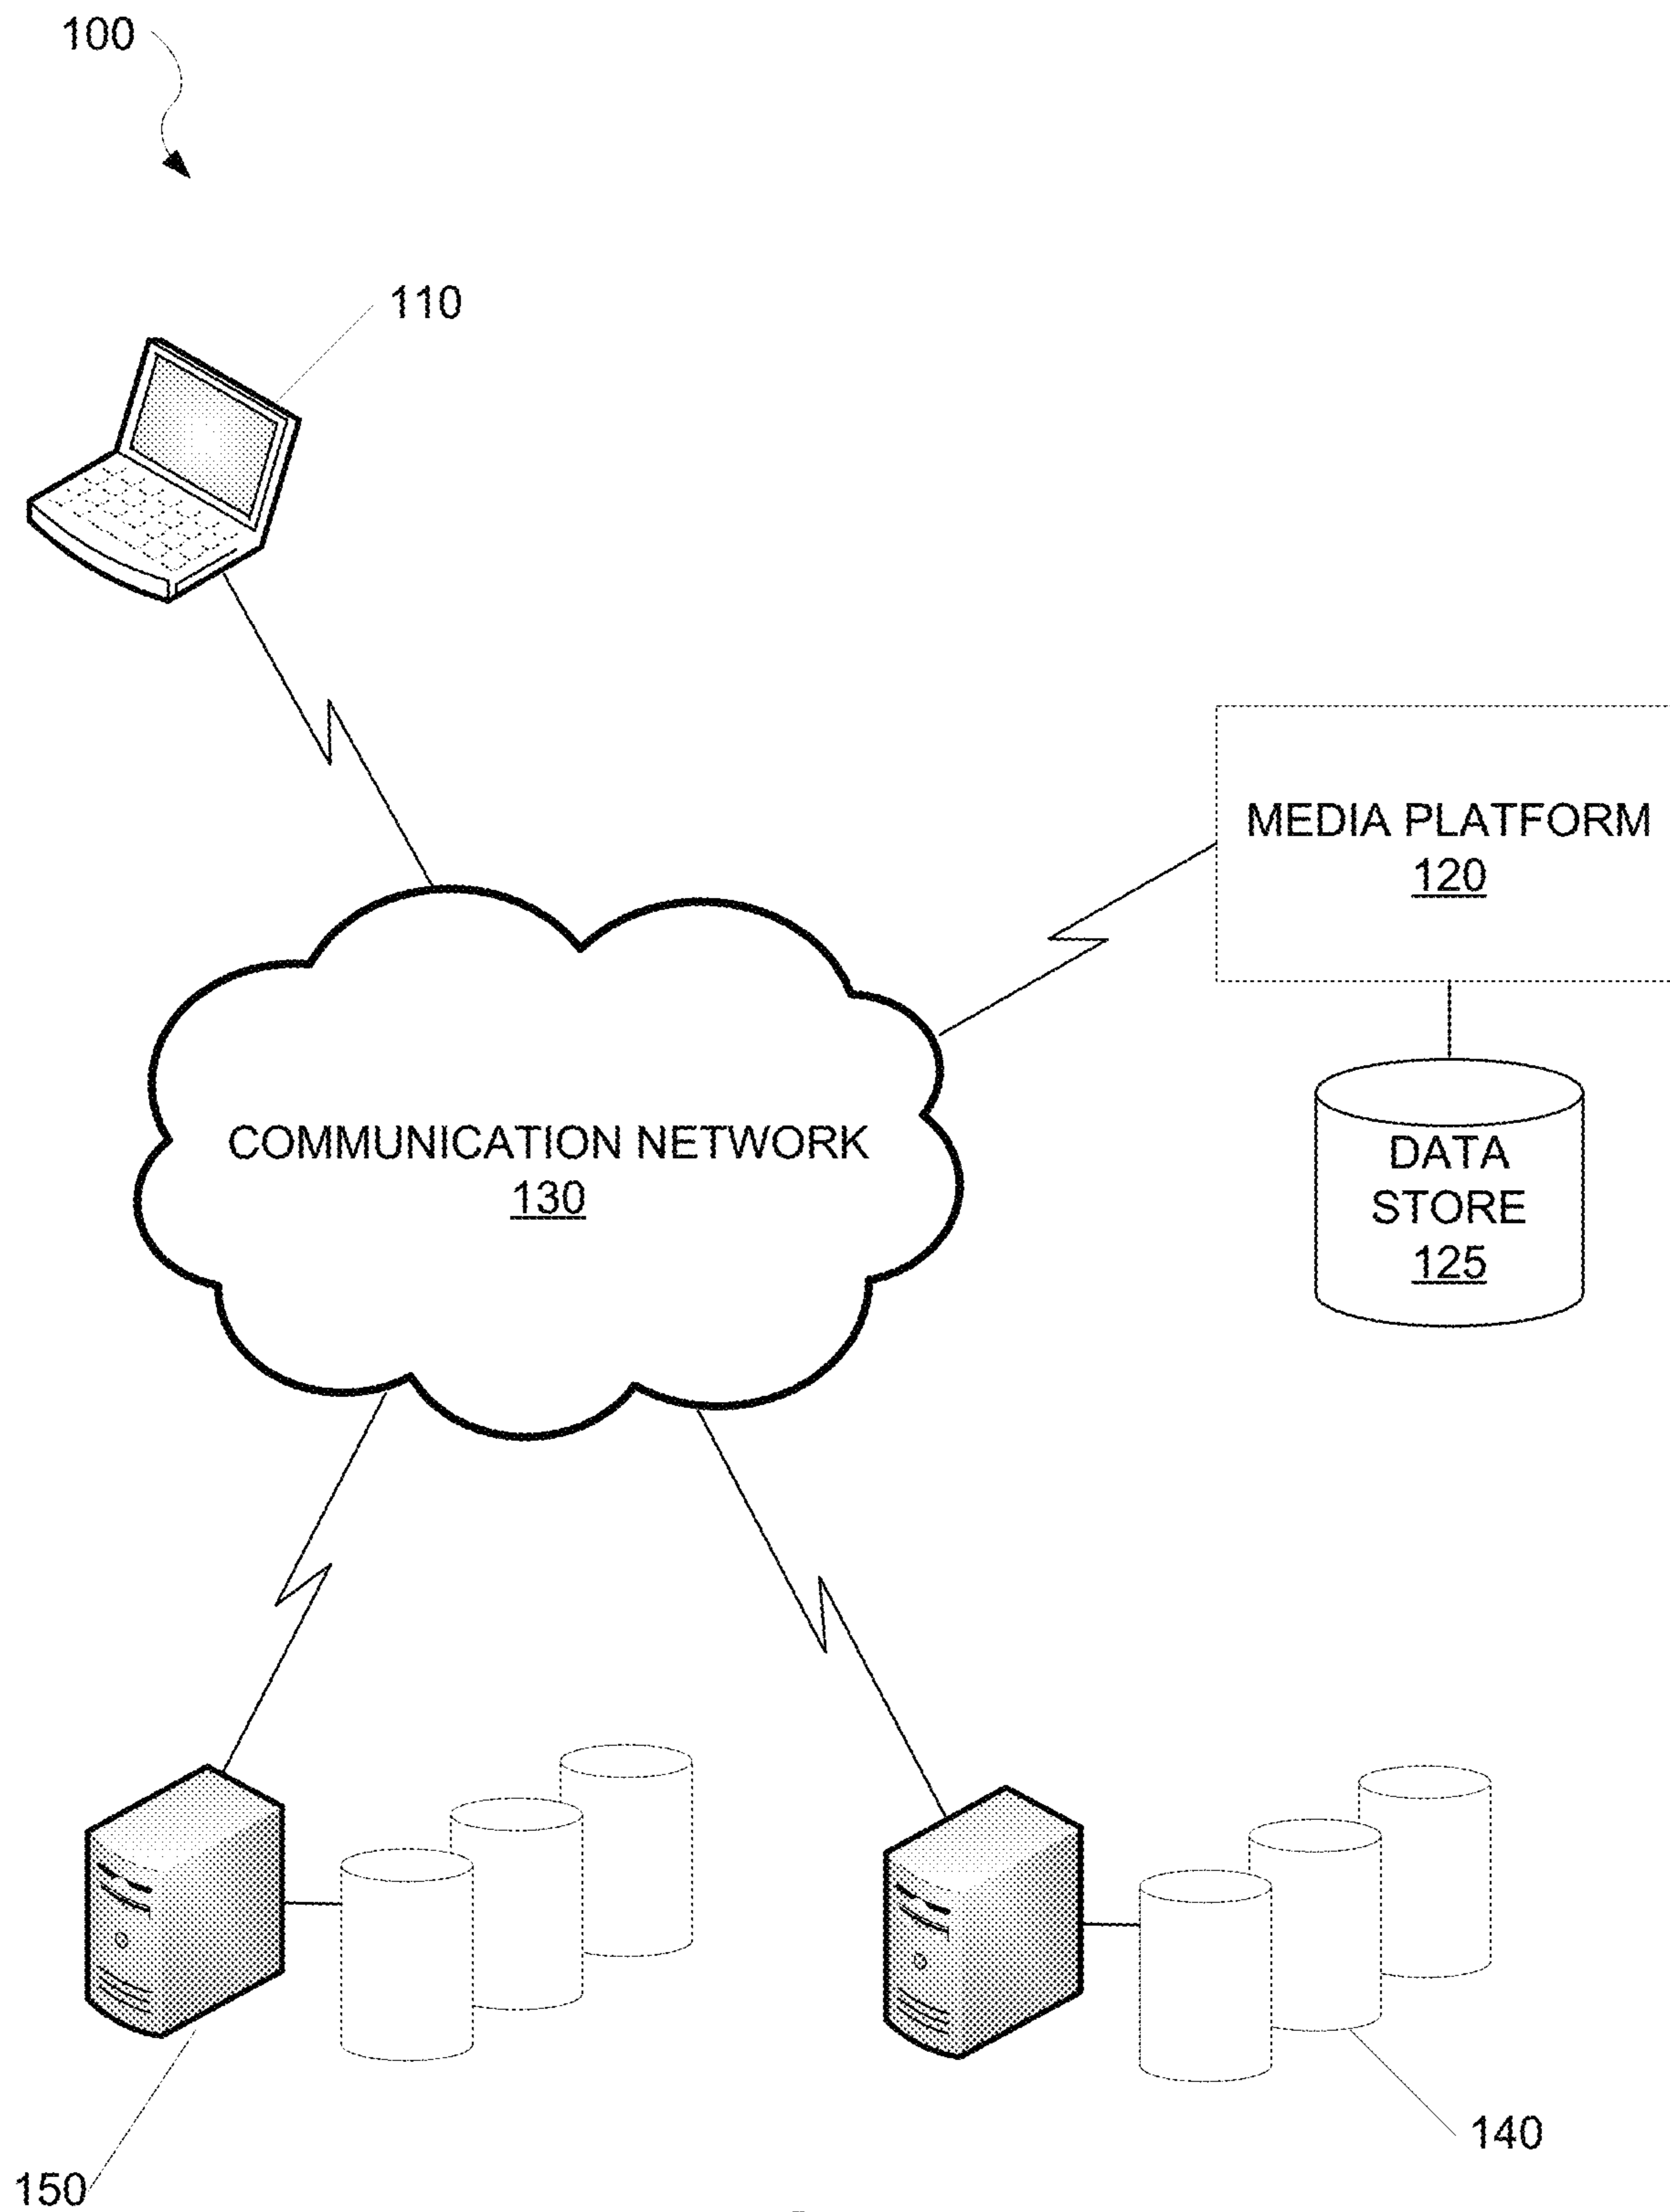 100
110
MEDIA PLATFORM
120
COMMUNICATION NETWORK
130
DATA
STORE
125
140
150